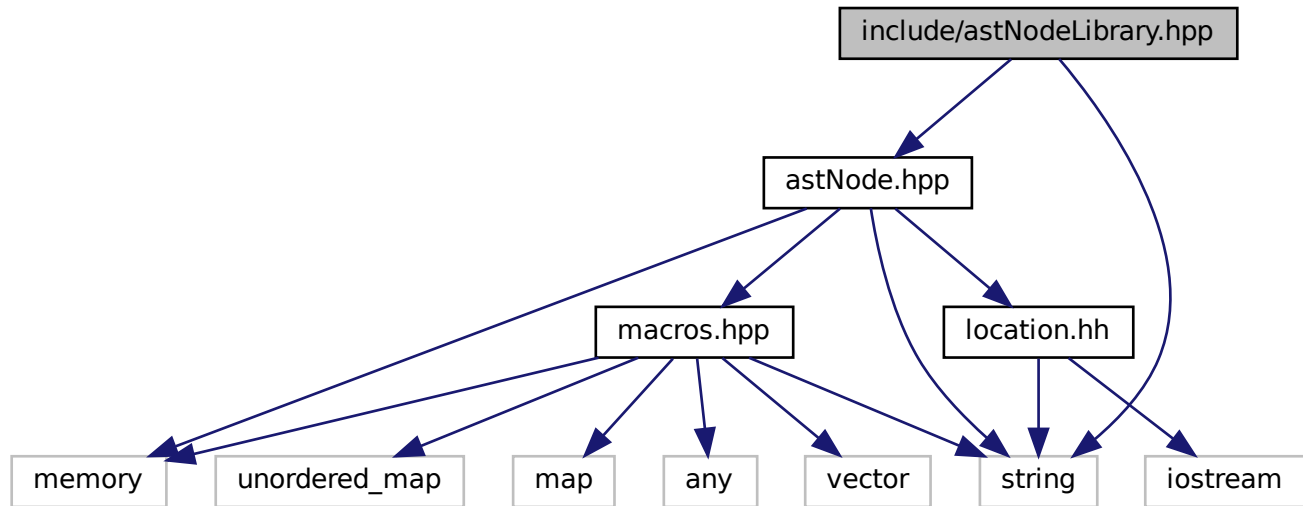 include/astNodeLibrary.hpp
astNode.hpp
macros.hpp
location.hh
memory
unordered_map
map
any
vector
string
iostream